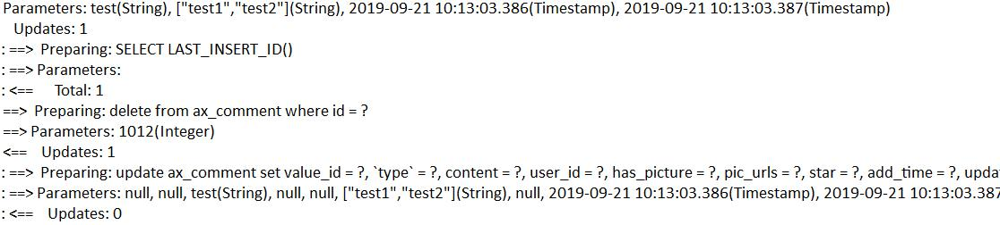 Parameters: test(String), ["test1","test2"](String), 2019-09-21 10:13:03.386(Timestamp), 2019-09-21 10:13:03.387(Timestamp)
Updates: 1
: ==> Preparing: SELECT LAST_INSERT_ID()
: ==> Parameters:
: <== Total: 1
==> Preparing: delete from ax_comment where id = ?
==> Parameters: 1012(Integer)
<== Updates: 1
: ==> Preparing: update ax_comment set value_id = ?, `type` = ?, content = ?, user_id = ?, has_picture = ?, pic_urls = ?, star = ?, add_time = ?, upda
: ==> Parameters: null, null, test(String), null, null, ["test1","test2"](String), null, 2019-09-21 10:13:03.386(Timestamp), 2019-09-21 10:13:03.387
: <== Updates: 0